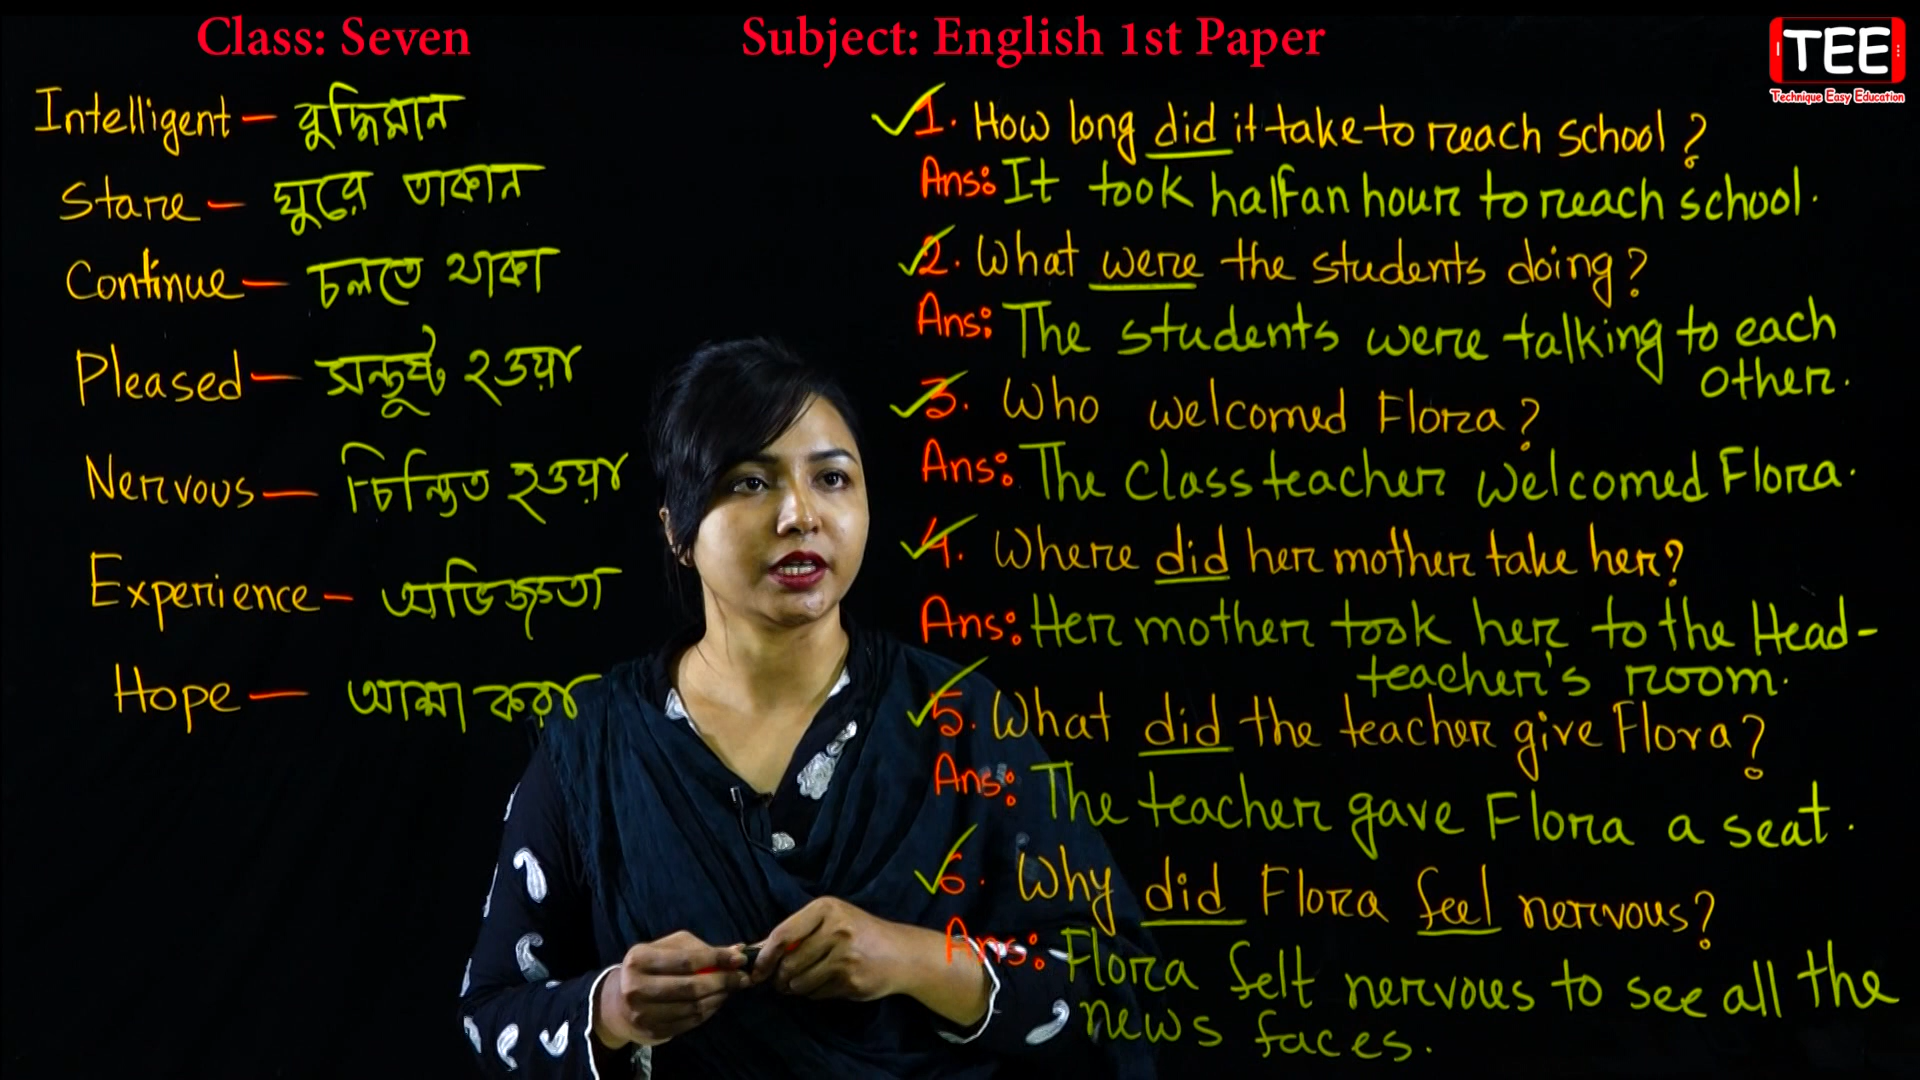 Class: Seven
Subject: English 1st Paper
TEE
Technique Easy Education
Intelligent — বুদ্ধিমান
Stare — ঘুরে তাকান
Continue — চলতে থাকা
Pleased — সন্তুষ্ট হওয়া
Nervous — চিন্তিত হওয়া
Experience — অভিজ্ঞতা
Hope — আশা করা
1. How long did it take to reach school?
Ans: It took half an hour to reach school.
2. What were the students doing?
Ans: The students were talking to each
other.
3. Who welcomed Flora?
Ans: The class teacher welcomed Flora.
4. Where did her mother take her?
Ans: Her mother took her to the Head-
teacher's room.
5. What did the teacher give Flora?
Ans: The teacher gave Flora a seat.
6. Why did Flora feel nervous?
Ans: Flora felt nervous to see all the
news faces.